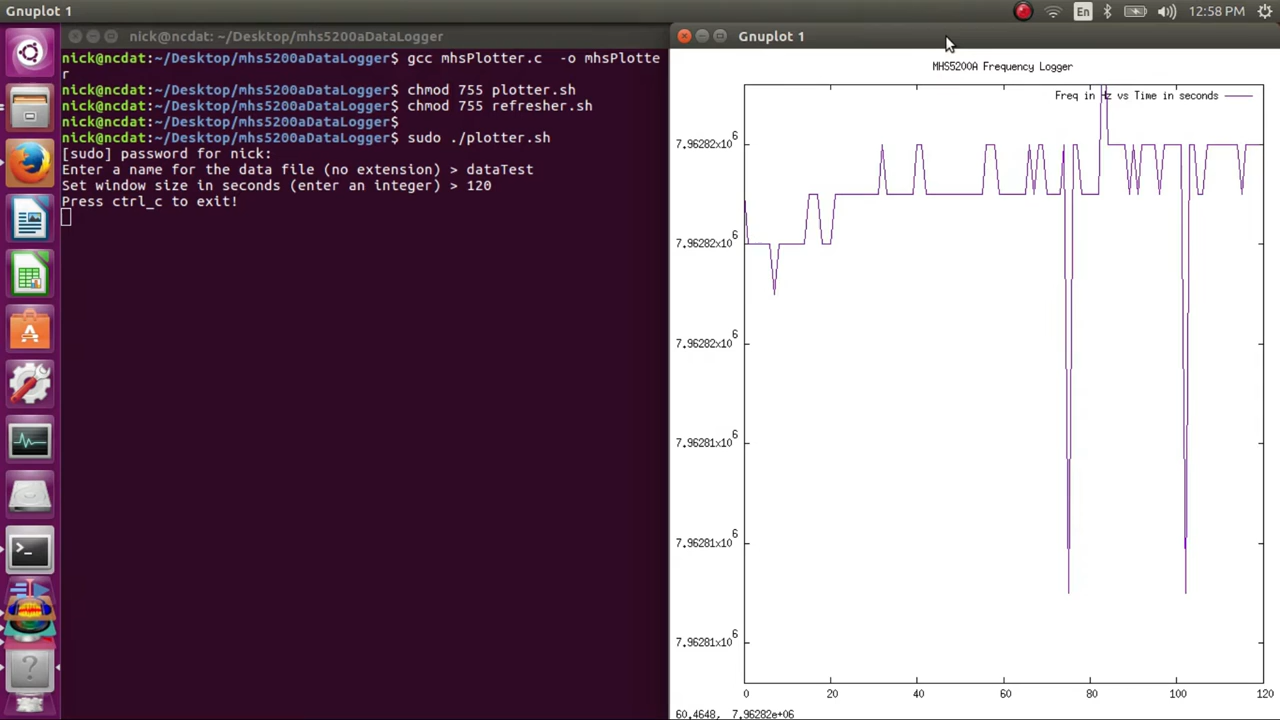 Gnuplot 1
En
12:58 PM
nick@ncdat: ~/Desktop/mhs5200aDataLogger
nick@ncdat:~/Desktop/mhs5200aDataLogger$ gcc mhsPlotter.c  -o mhsPlotte
r
nick@ncdat:~/Desktop/mhs5200aDataLogger$ chmod 755 plotter.sh
nick@ncdat:~/Desktop/mhs5200aDataLogger$ chmod 755 refresher.sh
nick@ncdat:~/Desktop/mhs5200aDataLogger$
nick@ncdat:~/Desktop/mhs5200aDataLogger$ sudo ./plotter.sh
[sudo] password for nick:
Enter a name for the data file (no extension) > dataTest
Set window size in seconds (enter an integer) > 120
Press ctrl_c to exit!
Gnuplot 1
MHS5200A Frequency Logger
Freq in Hz vs Time in seconds
7.96282x10^6
7.96282x10^6
7.96282x10^6
7.96281x10^6
7.96281x10^6
7.96281x10^6
0 20 40 60 80 100 120
60.4648, 7.96282e+06